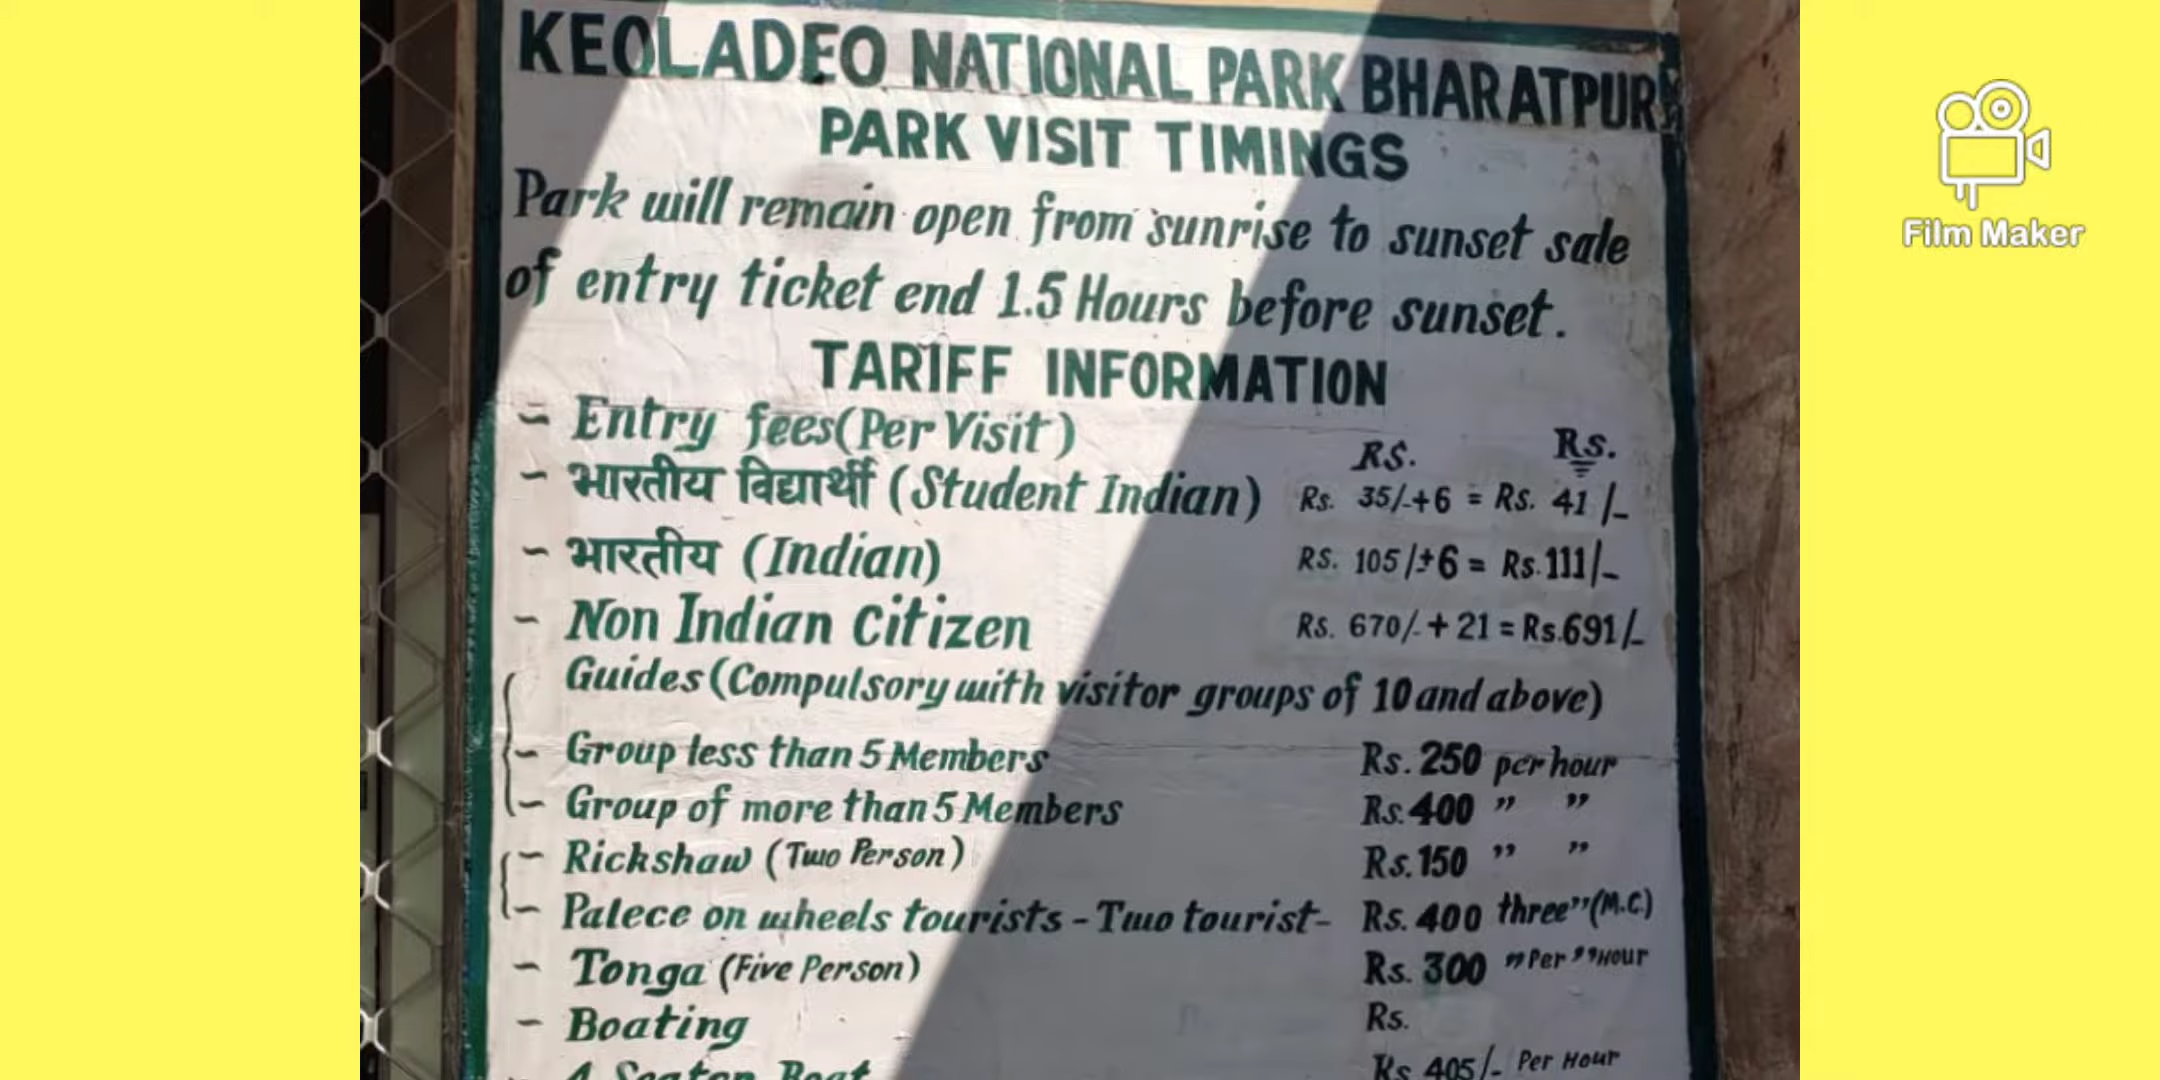 KEOLADEO NATIONAL PARK BHARATPUR
PARK VISIT TIMINGS
Park will remain open from sunrise to sunset sale
of entry ticket end 1.5 Hours before sunset.
TARIFF INFORMATION
- Entry fees (Per Visit) RS. Rs.
- भारतीय विद्यार्थी (Student Indian) Rs. 35/-+6 = Rs. 41/-
- भारतीय (Indian) RS. 105/+6 = Rs. 111/-
- Non Indian Citizen Rs. 670/- + 21 = Rs. 691/-
Guides (Compulsory with visitor groups of 10 and above)
- Group less than 5 Members Rs. 250 per hour
- Group of more than 5 Members Rs. 400 " "
- Rickshaw (Two Person) Rs. 150 " "
- Palece on wheels tourists - Two tourist- Rs. 400 three" (M.C.)
- Tonga (Five Person) Rs. 300 " Per " Hour
- Boating Rs.
4 Seater Boat Rs 405/- Per Hour
Film Maker